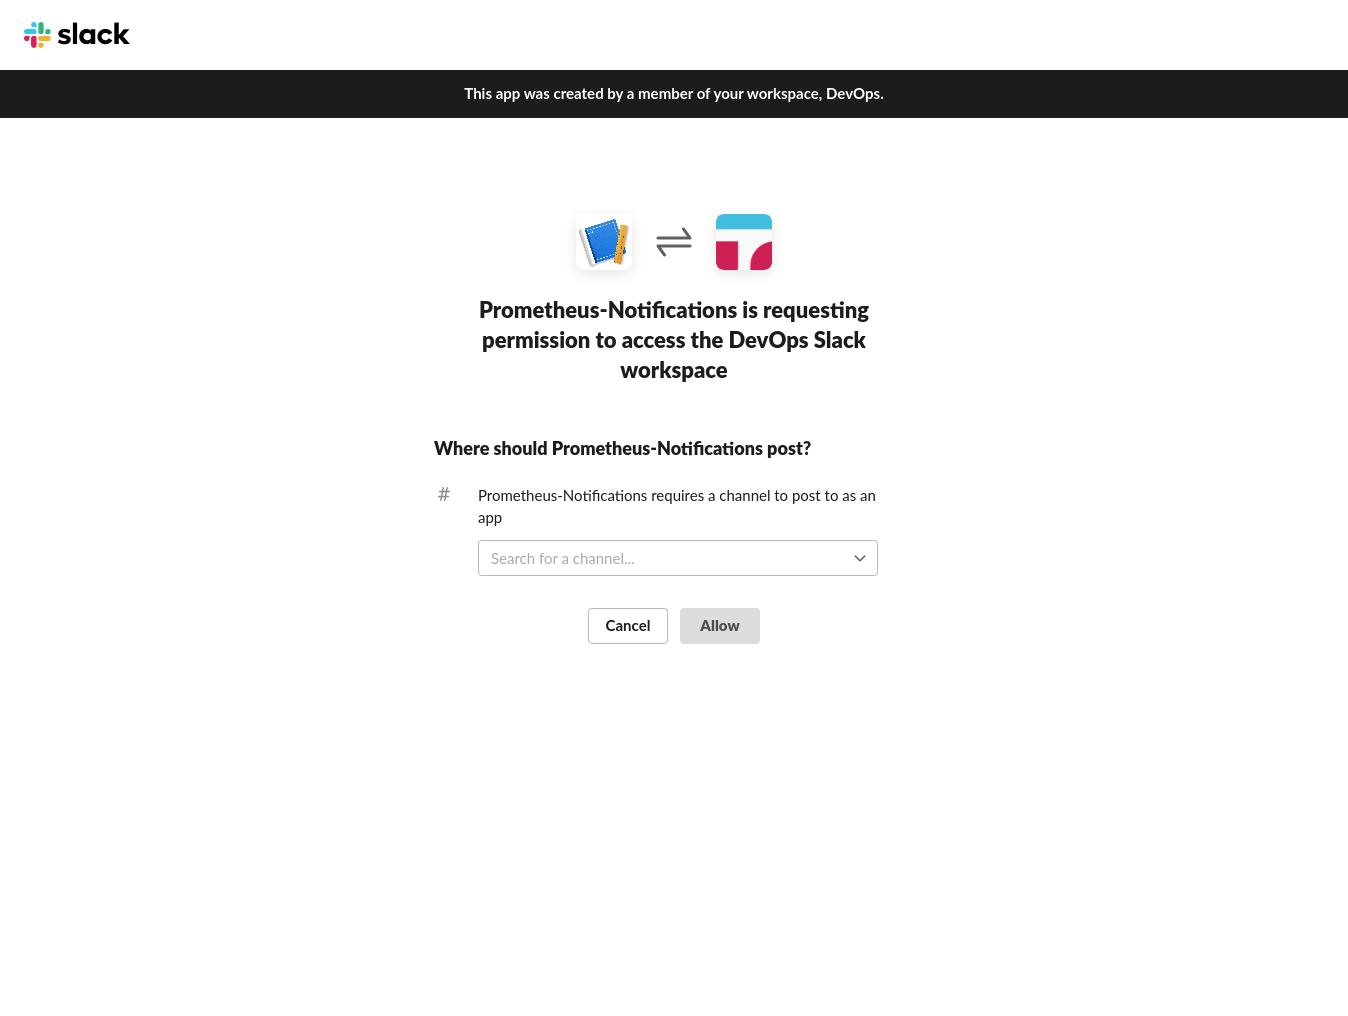 slack
This app was created by a member of your workspace, DevOps.
Prometheus-Notifications is requesting
permission to access the DevOps Slack
workspace
Where should Prometheus-Notifications post?
# Prometheus-Notifications requires a channel to post to as an
app
Search for a channel...
Cancel Allow